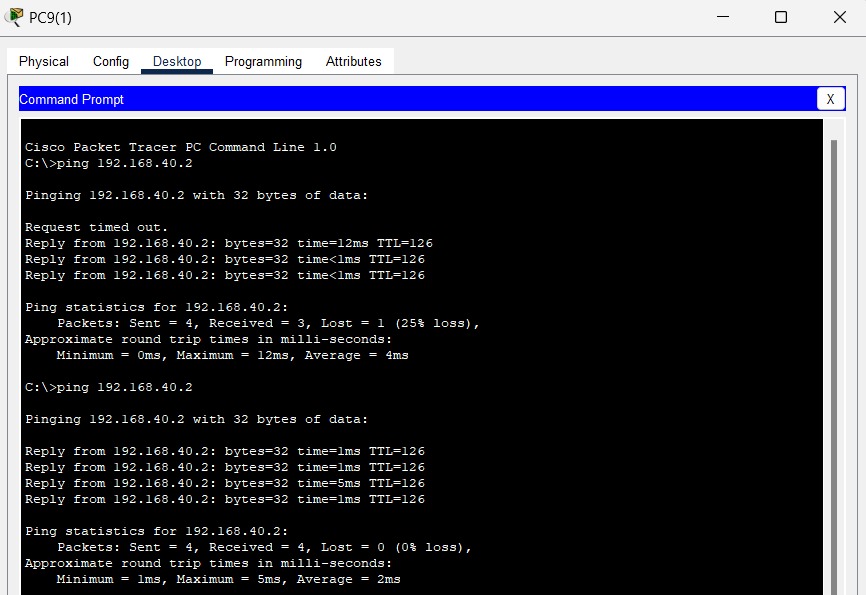 PC9(1)
Physical Config Desktop Programming Attributes
Command Prompt
X
Cisco Packet Tracer PC Command Line 1.0
C:\>ping 192.168.40.2
Pinging 192.168.40.2 with 32 bytes of data:
Request timed out.
Reply from 192.168.40.2: bytes=32 time=12ms TTL=126
Reply from 192.168.40.2: bytes=32 time<1ms TTL=126
Reply from 192.168.40.2: bytes=32 time<1ms TTL=126
Ping statistics for 192.168.40.2:
    Packets: Sent = 4, Received = 3, Lost = 1 (25% loss),
Approximate round trip times in milli-seconds:
    Minimum = 0ms, Maximum = 12ms, Average = 4ms
C:\>ping 192.168.40.2
Pinging 192.168.40.2 with 32 bytes of data:
Reply from 192.168.40.2: bytes=32 time=1ms TTL=126
Reply from 192.168.40.2: bytes=32 time=1ms TTL=126
Reply from 192.168.40.2: bytes=32 time=5ms TTL=126
Reply from 192.168.40.2: bytes=32 time=1ms TTL=126
Ping statistics for 192.168.40.2:
    Packets: Sent = 4, Received = 4, Lost = 0 (0% loss),
Approximate round trip times in milli-seconds:
    Minimum = 1ms, Maximum = 5ms, Average = 2ms